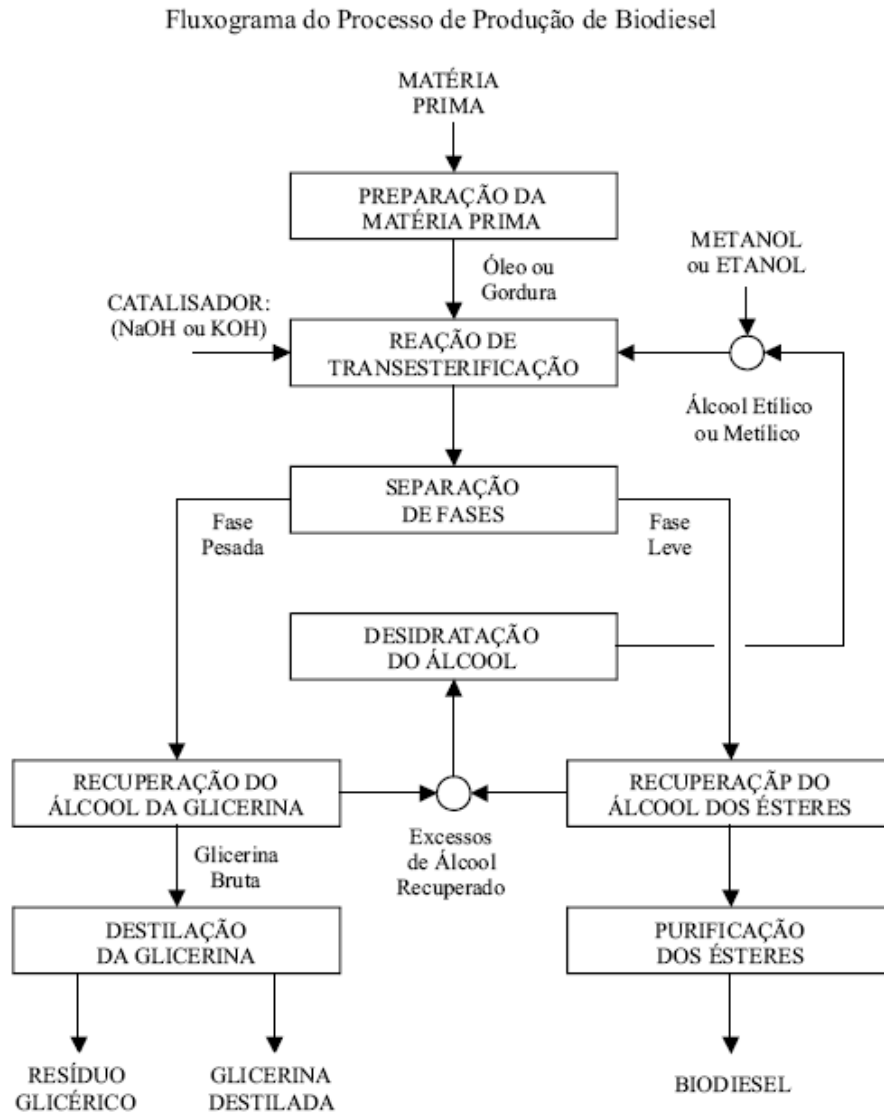 Fluxograma do Processo de Produção de Biodiesel
MATÉRIA
PRIMA
PREPARAÇÃO DA
MATÉRIA PRIMA
METANOL
ou ETANOL
Óleo ou
Gordura
CATALISADOR:
(NaOH ou KOH)
REAÇÃO DE
TRANSESTERIFICAÇÃO
Álcool Etílico
ou Metílico
SEPARAÇÃO
DE FASES
Fase
Pesada
Fase
Leve
DESIDRATAÇÃO
DO ÁLCOOL
RECUPERAÇÃO DO
ÁLCOOL DA GLICERINA
RECUPERAÇÃP DO
ÁLCOOL DOS ÉSTERES
Excessos
de Álcool
Recuperado
Glicerina
Bruta
DESTILAÇÃO
DA GLICERINA
PURIFICAÇÃO
DOS ÉSTERES
RESÍDUO
GLICÉRICO
GLICERINA
DESTILADA
BIODIESEL